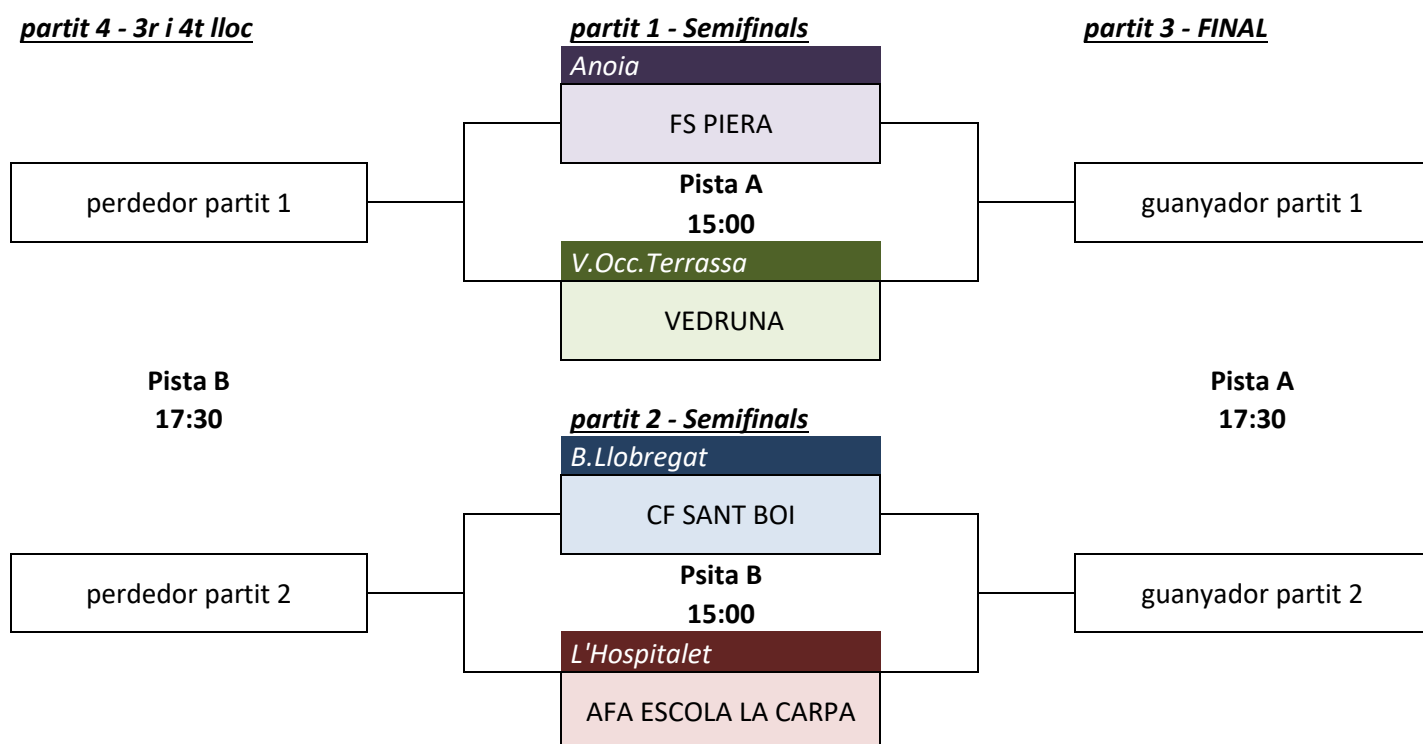 partit 4 - 3r i 4t lloc
partit 1 - Semifinals
partit 3 - FINAL
Anoia
FS PIERA
perdedor partit 1
Pista A
15:00
guanyador partit 1
V.Occ.Terrassa
VEDRUNA
Pista B
17:30
Pista A
17:30
partit 2 - Semifinals
B.Llobregat
CF SANT BOI
perdedor partit 2
Psita B
15:00
guanyador partit 2
L'Hospitalet
AFA ESCOLA LA CARPA